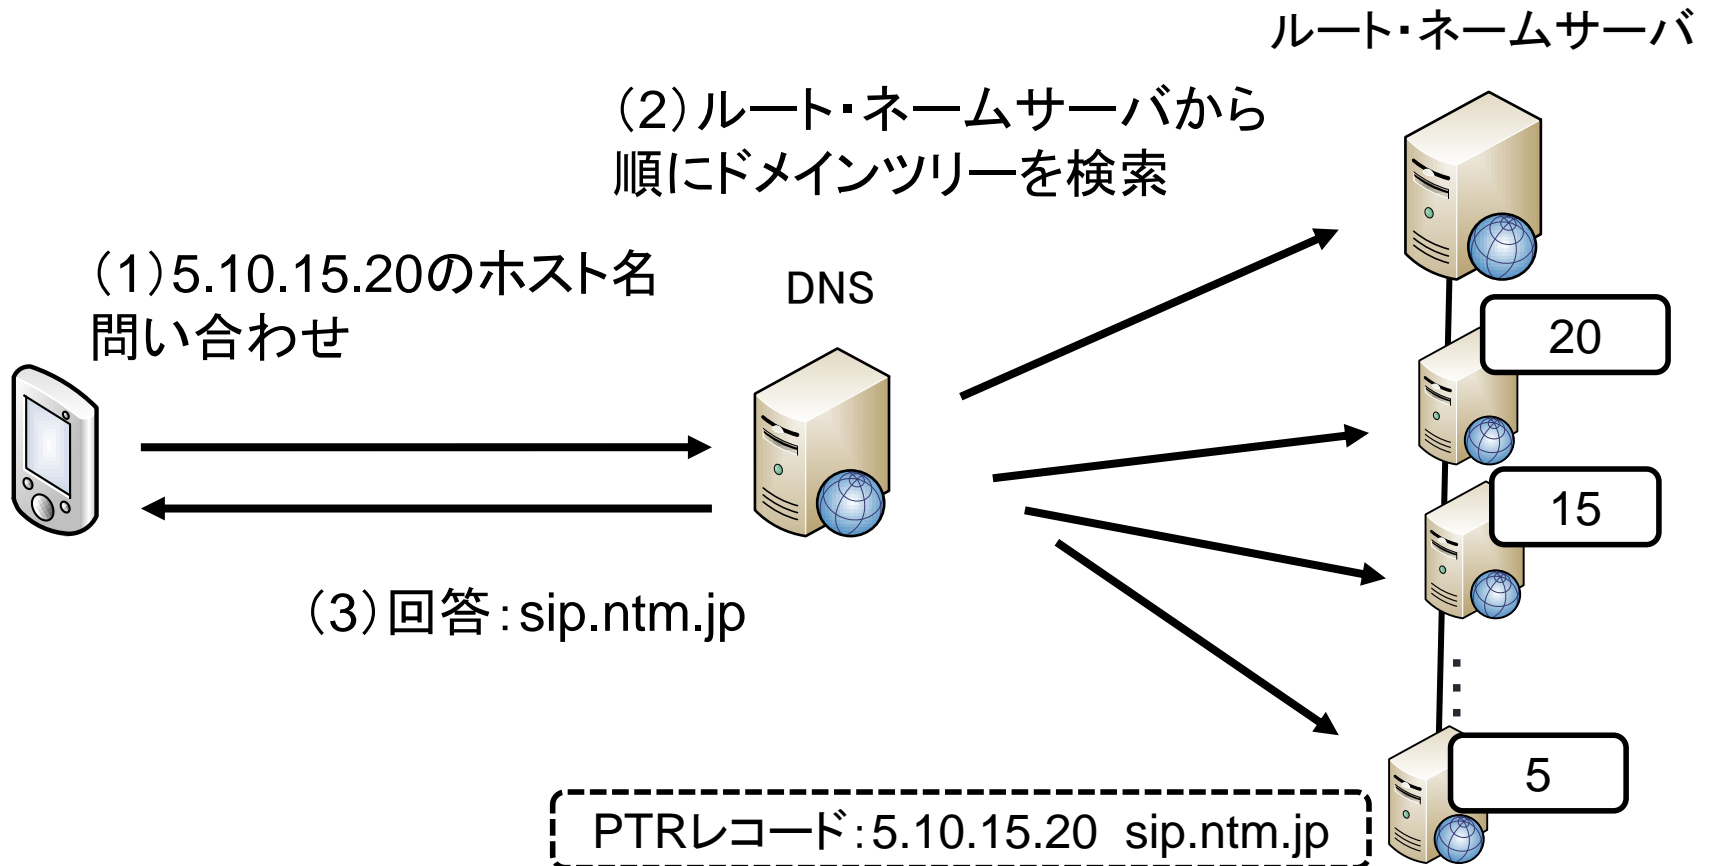 ルート・ネームサーバ
(2)ルート・ネームサーバから
順にドメインツリーを検索
(1)5.10.15.20のホスト名
問い合わせ
DNS
20
15
(3)回答:sip.ntm.jp
⋮
5
PTRレコード:5.10.15.20 sip.ntm.jp